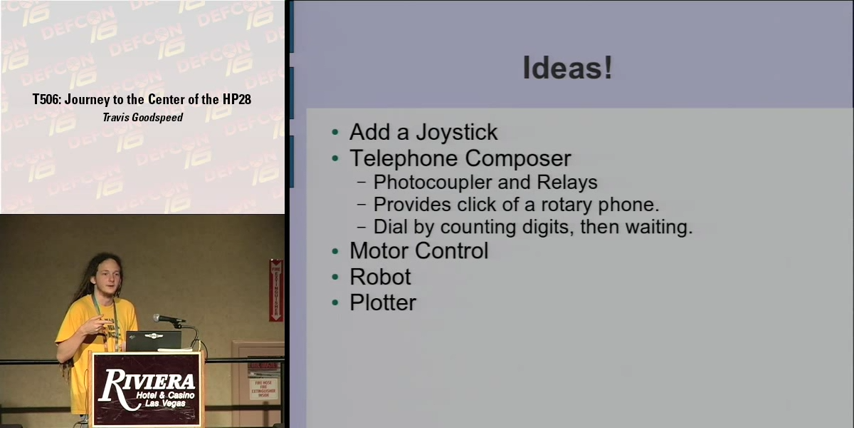 T506: Journey to the Center of the HP28
Travis Goodspeed
DEFCON
16
RIVIERA
Hotel & Casino
Las Vegas
Ideas!
• Add a Joystick
• Telephone Composer
– Photocoupler and Relays
– Provides click of a rotary phone.
– Dial by counting digits, then waiting.
• Motor Control
• Robot
• Plotter